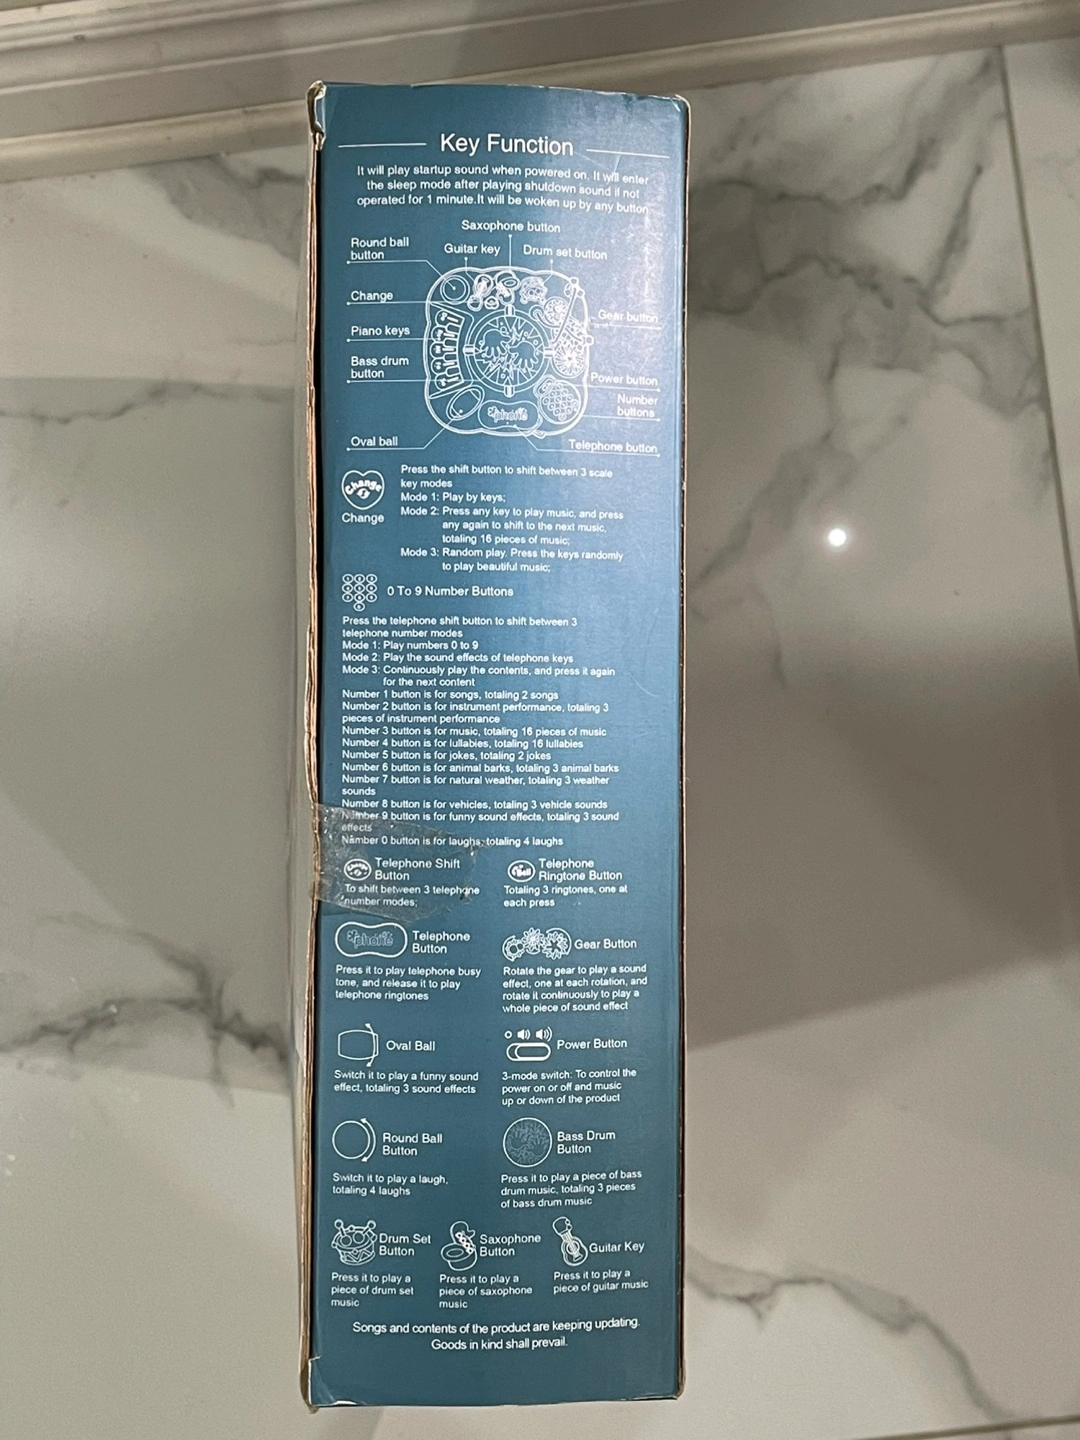 Key Function
It will play startup sound when powered on. It will enter
the sleep mode after playing shutdown sound if not
operated for 1 minute.It will be woken up by any button.
Saxophone button
Round ball
button
Guitar key
Drum set button
Change
Gear button
Piano keys
Bass drum
button
Power button
Number
buttons
phone
Oval ball
Telephone button
Change
Change
Press the shift button to shift between 3 scale
key modes
Mode 1: Play by keys;
Mode 2: Press any key to play music, and press
any again to shift to the next music,
totaling 16 pieces of music;
Mode 3: Random play. Press the keys randomly
to play beautiful music;
0 To 9 Number Buttons
Press the telephone shift button to shift between 3
telephone number modes
Mode 1: Play numbers 0 to 9
Mode 2: Play the sound effects of telephone keys
Mode 3: Continuously play the contents, and press it again
for the next content
Number 1 button is for songs, totaling 2 songs
Number 2 button is for instrument performance, totaling 3
pieces of instrument performance
Number 3 button is for music, totaling 16 pieces of music
Number 4 button is for lullabies, totaling 16 lullabies
Number 5 button is for jokes, totaling 2 jokes
Number 6 button is for animal barks, totaling 3 animal barks
Number 7 button is for natural weather, totaling 3 weather
sounds
Number 8 button is for vehicles, totaling 3 vehicle sounds
Number 9 button is for funny sound effects, totaling 3 sound
effects
Number 0 button is for laughs, totaling 4 laughs
Change
Telephone Shift
Button
To shift between 3 telephone
number modes;
Bell
Telephone
Ringtone Button
Totaling 3 ringtones, one at
each press
phone
Telephone
Button
Press it to play telephone busy
tone, and release it to play
telephone ringtones
Gear Button
Rotate the gear to play a sound
effect, one at each rotation, and
rotate it continuously to play a
whole piece of sound effect
Oval Ball
Switch it to play a funny sound
effect, totaling 3 sound effects
Power Button
3-mode switch: To control the
power on or off and music
up or down of the product
Round Ball
Button
Switch it to play a laugh,
totaling 4 laughs
Bass Drum
Button
Press it to play a piece of bass
drum music, totaling 3 pieces
of bass drum music
Drum Set
Button
Press it to play a
piece of drum set
music
Saxophone
Button
Press it to play a
piece of saxophone
music
Guitar Key
Press it to play a
piece of guitar music
Songs and contents of the product are keeping updating.
Goods in kind shall prevail.